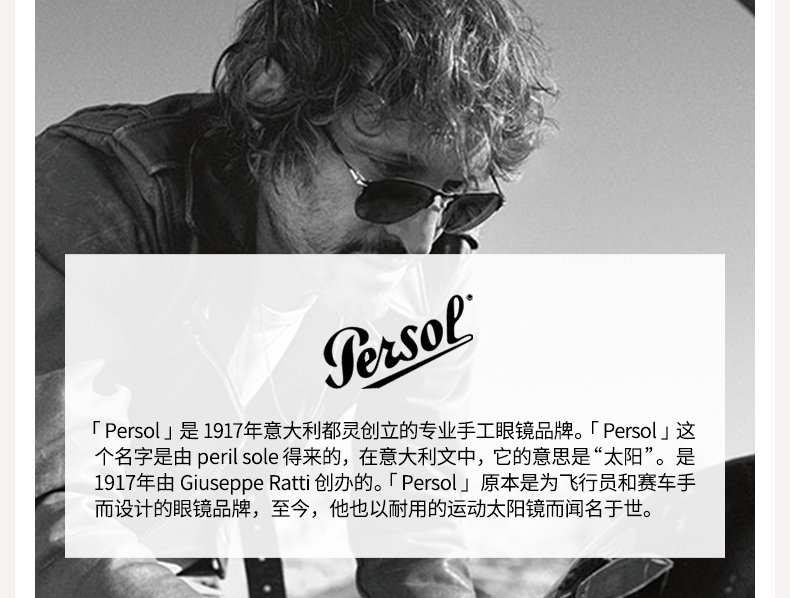 Persol
「 Persol 」是 1917年意大利都灵创立的专业手工眼镜品牌。「 Persol 」这
个名字是由 peril sole 得来的，在意大利文中，它的意思是 “太阳” 。是
1917年由 Giuseppe Ratti 创办的。「 Persol 」 原本是为飞行员和赛车手
而设计的眼镜品牌，至今，他也以耐用的运动太阳镜而闻名于世。